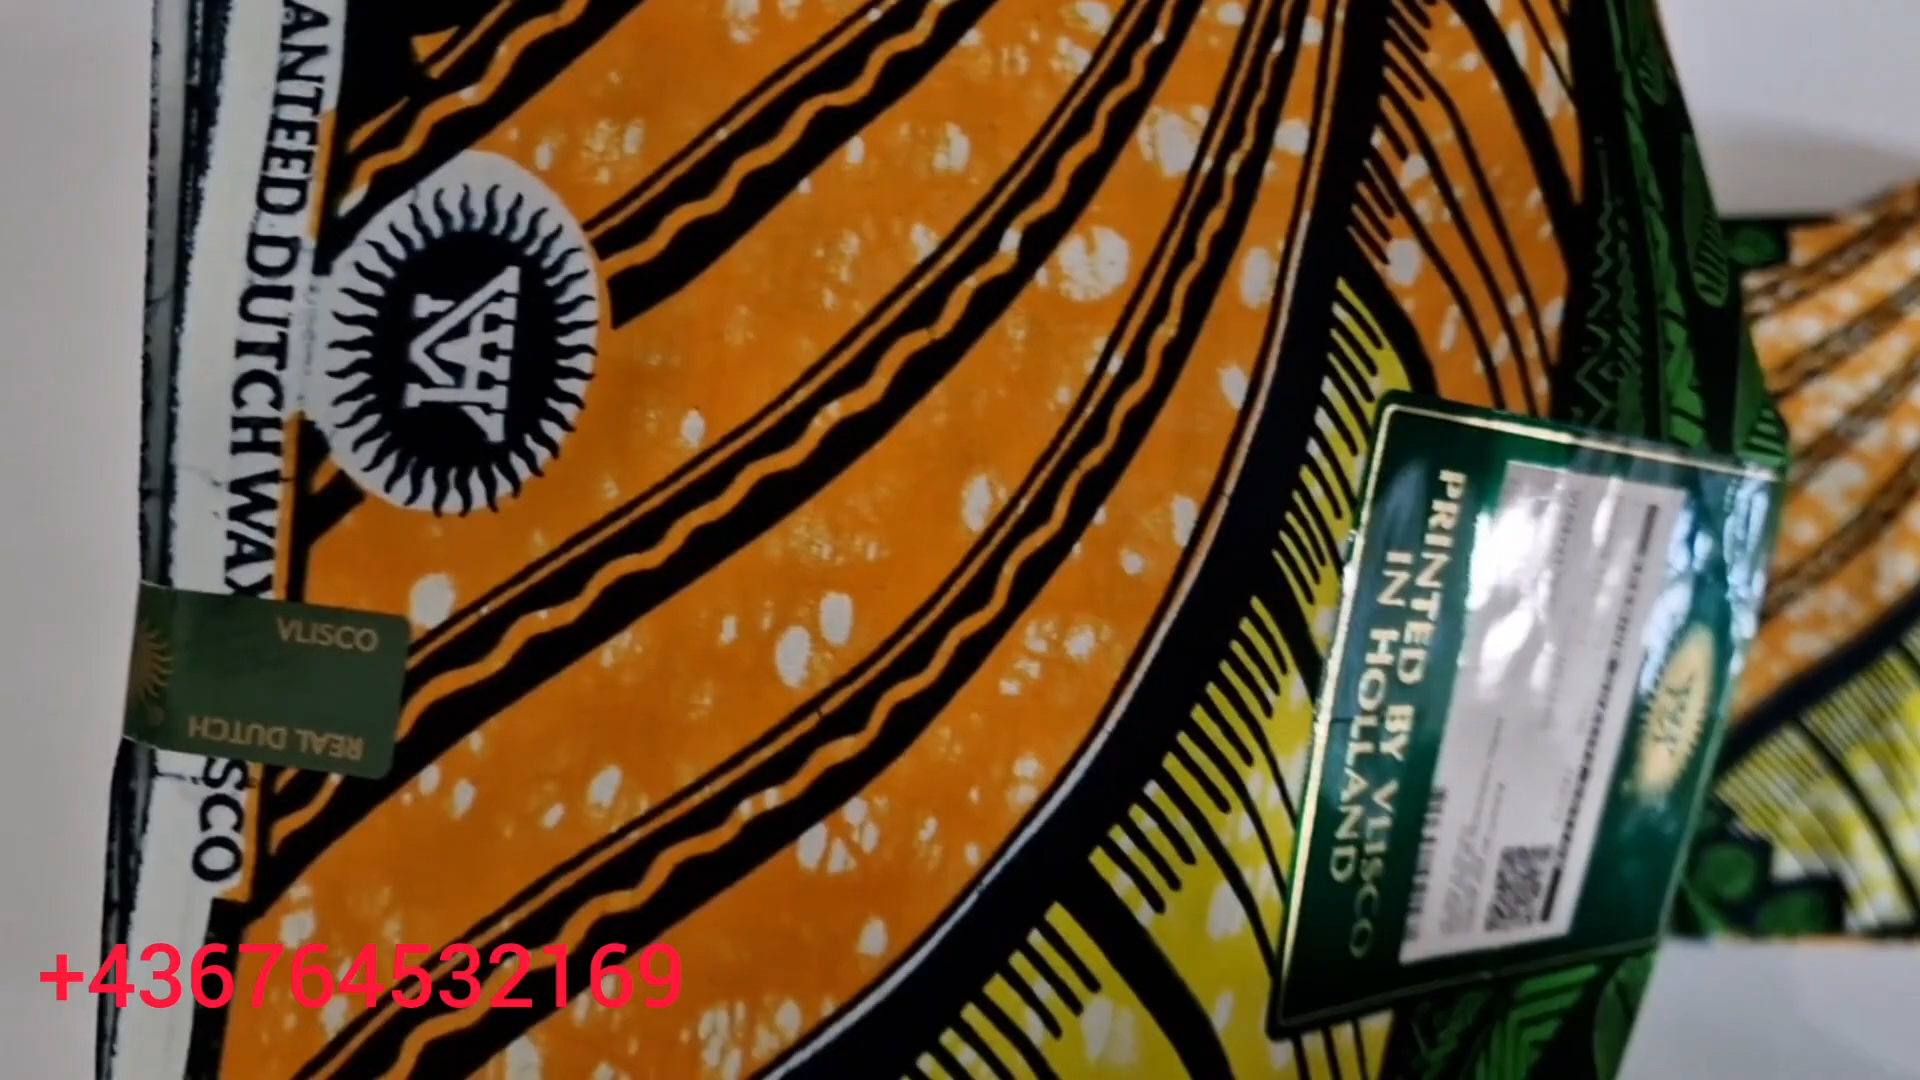 ANTEED DUTCH WAX
SCO
VLISCO
REAL DUTCH
PRINTED BY VLISCO
IN HOLLAND
+436764532169